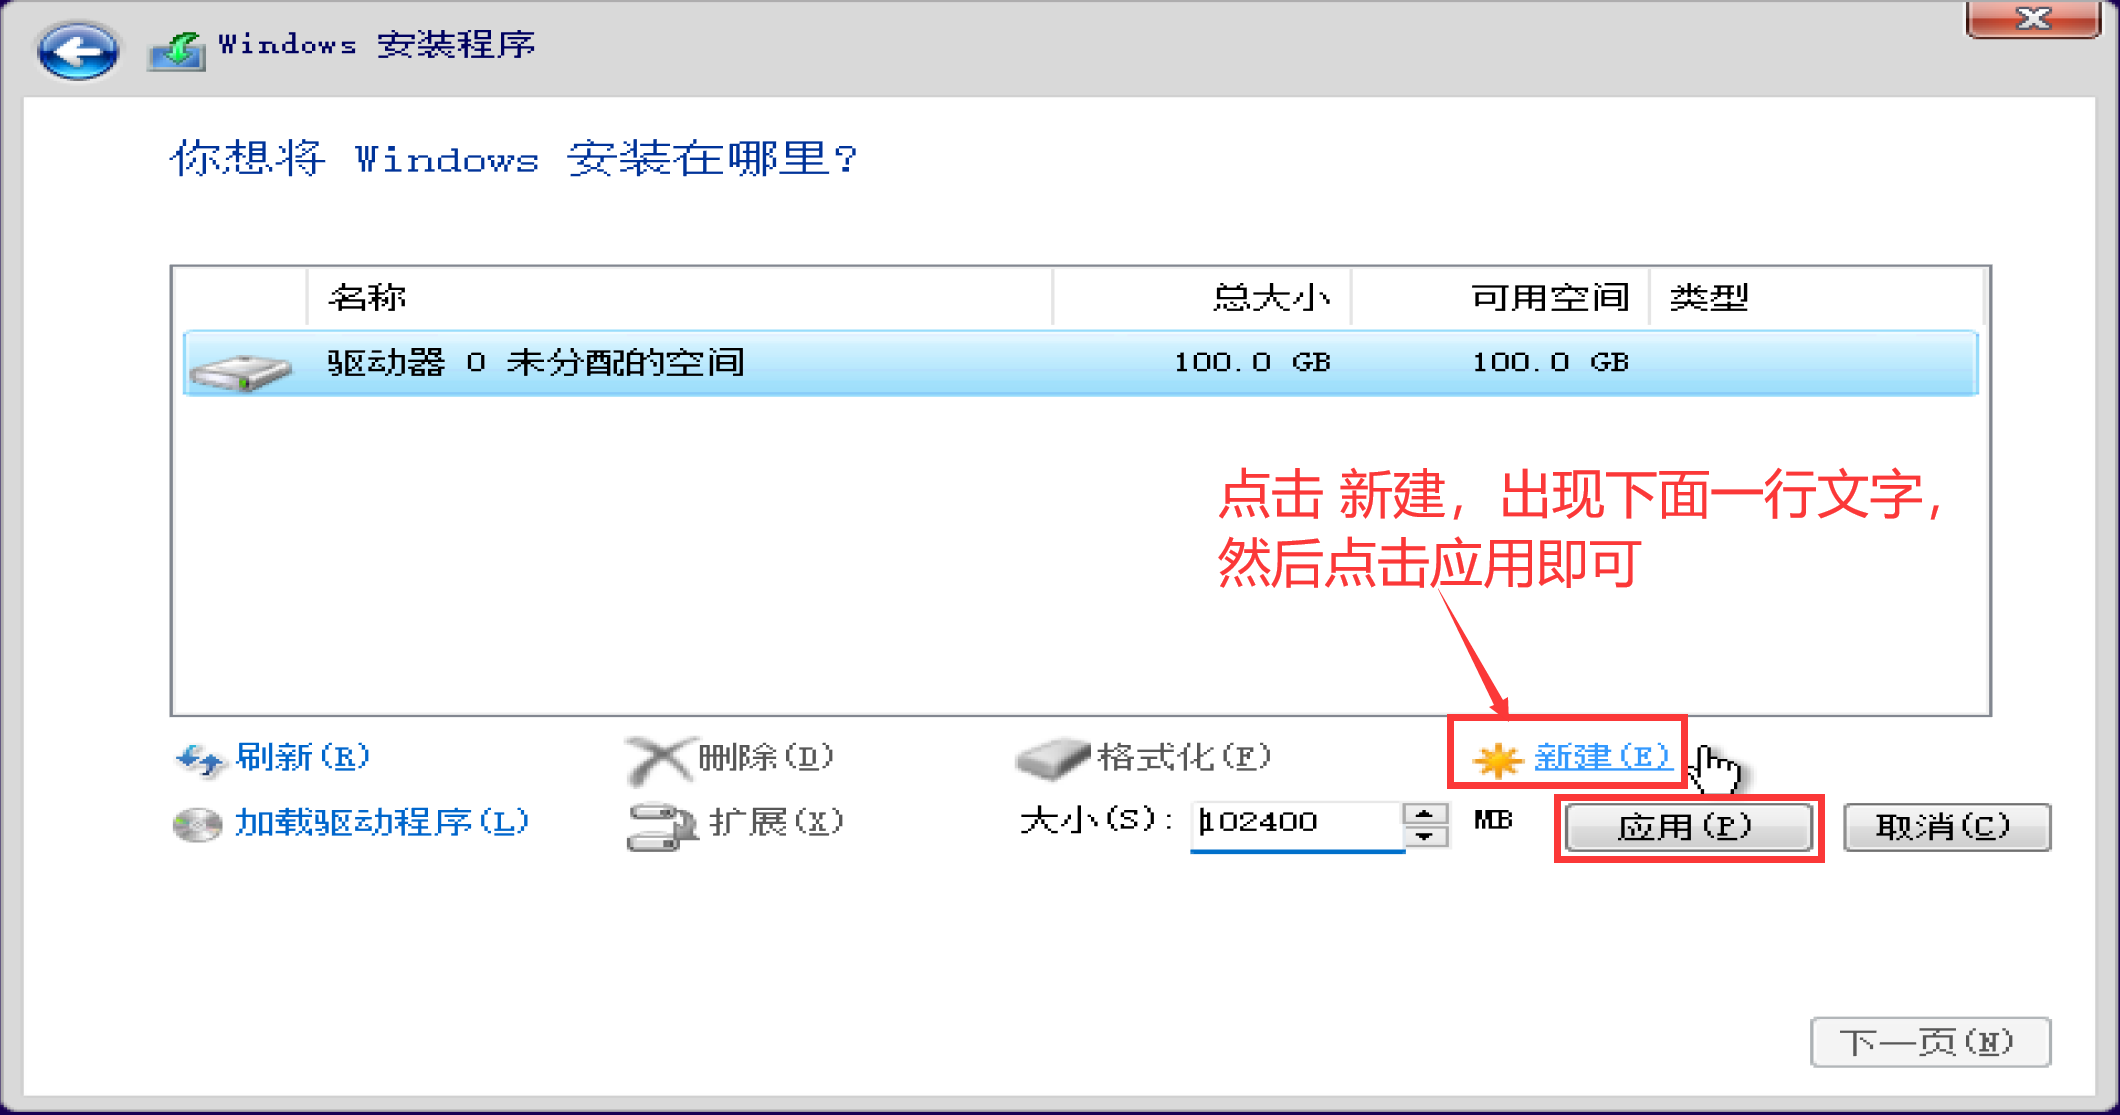 Windows 安装程序
你想将 Windows 安装在哪里?
名称 总大小 可用空间 类型
驱动器 0 未分配的空间 100.0 GB 100.0 GB
点击 新建，出现下面一行文字，
然后点击应用即可
刷新(R) 删除(D) 格式化(F) 新建(E)
加载驱动程序(L) 扩展(X) 大小(S): 102400 MB 应用(P) 取消(C)
下一页(N)